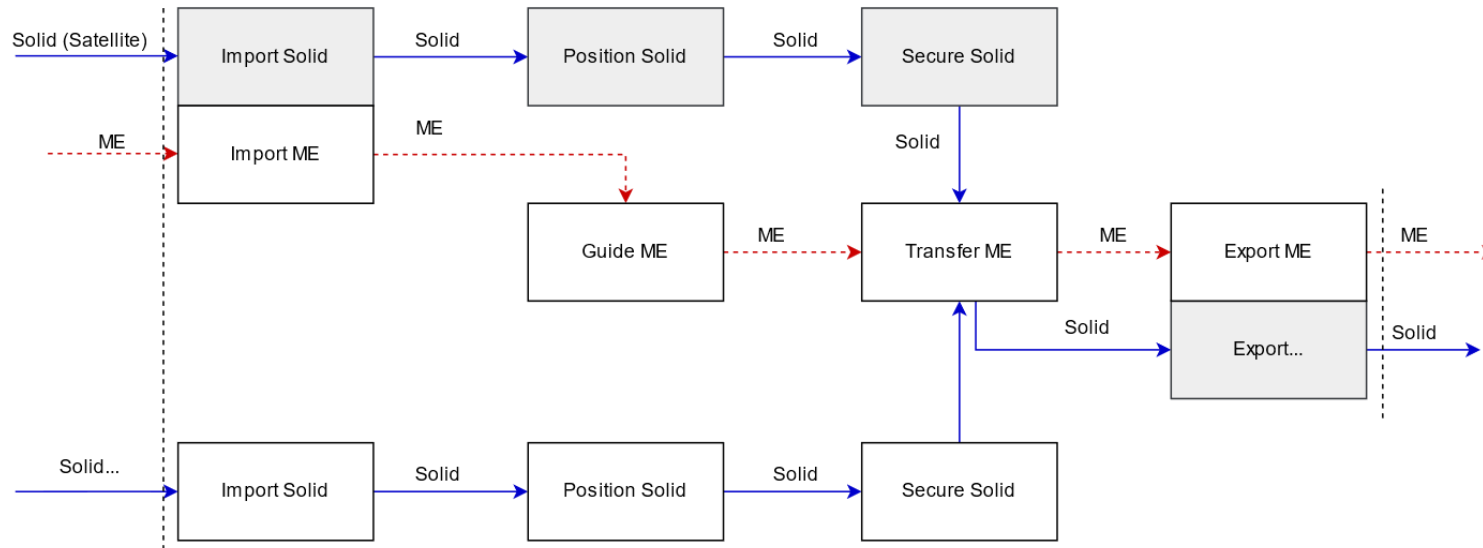 Solid (Satellite)
Import Solid
Solid
Position Solid
Solid
Secure Solid
ME
Import ME
ME
Solid
Guide ME
ME
Transfer ME
ME
Export ME
ME
Solid
Export...
Solid
Solid...
Import Solid
Solid
Position Solid
Solid
Secure Solid